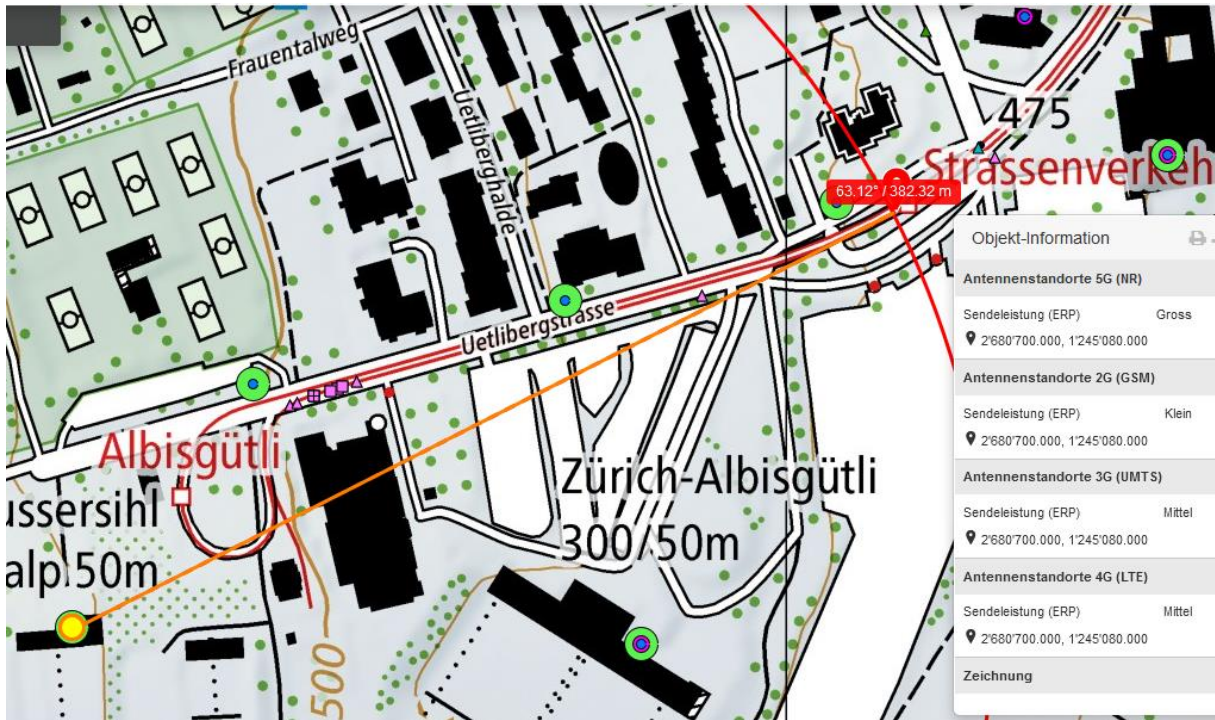 Frauentalweg
Uetliberghalde
475
Strassenverkeh
63.12° / 382.32 m
Uetlibergstrasse
Albisgütli
ussersihl
alp 50m
Zürich-Albisgütli
300/50m
500
Objekt-Information
Antennenstandorte 5G (NR)
Sendeleistung (ERP) Gross
2'680'700.000, 1'245'080.000
Antennenstandorte 2G (GSM)
Sendeleistung (ERP) Klein
2'680'700.000, 1'245'080.000
Antennenstandorte 3G (UMTS)
Sendeleistung (ERP) Mittel
2'680'700.000, 1'245'080.000
Antennenstandorte 4G (LTE)
Sendeleistung (ERP) Mittel
2'680'700.000, 1'245'080.000
Zeichnung